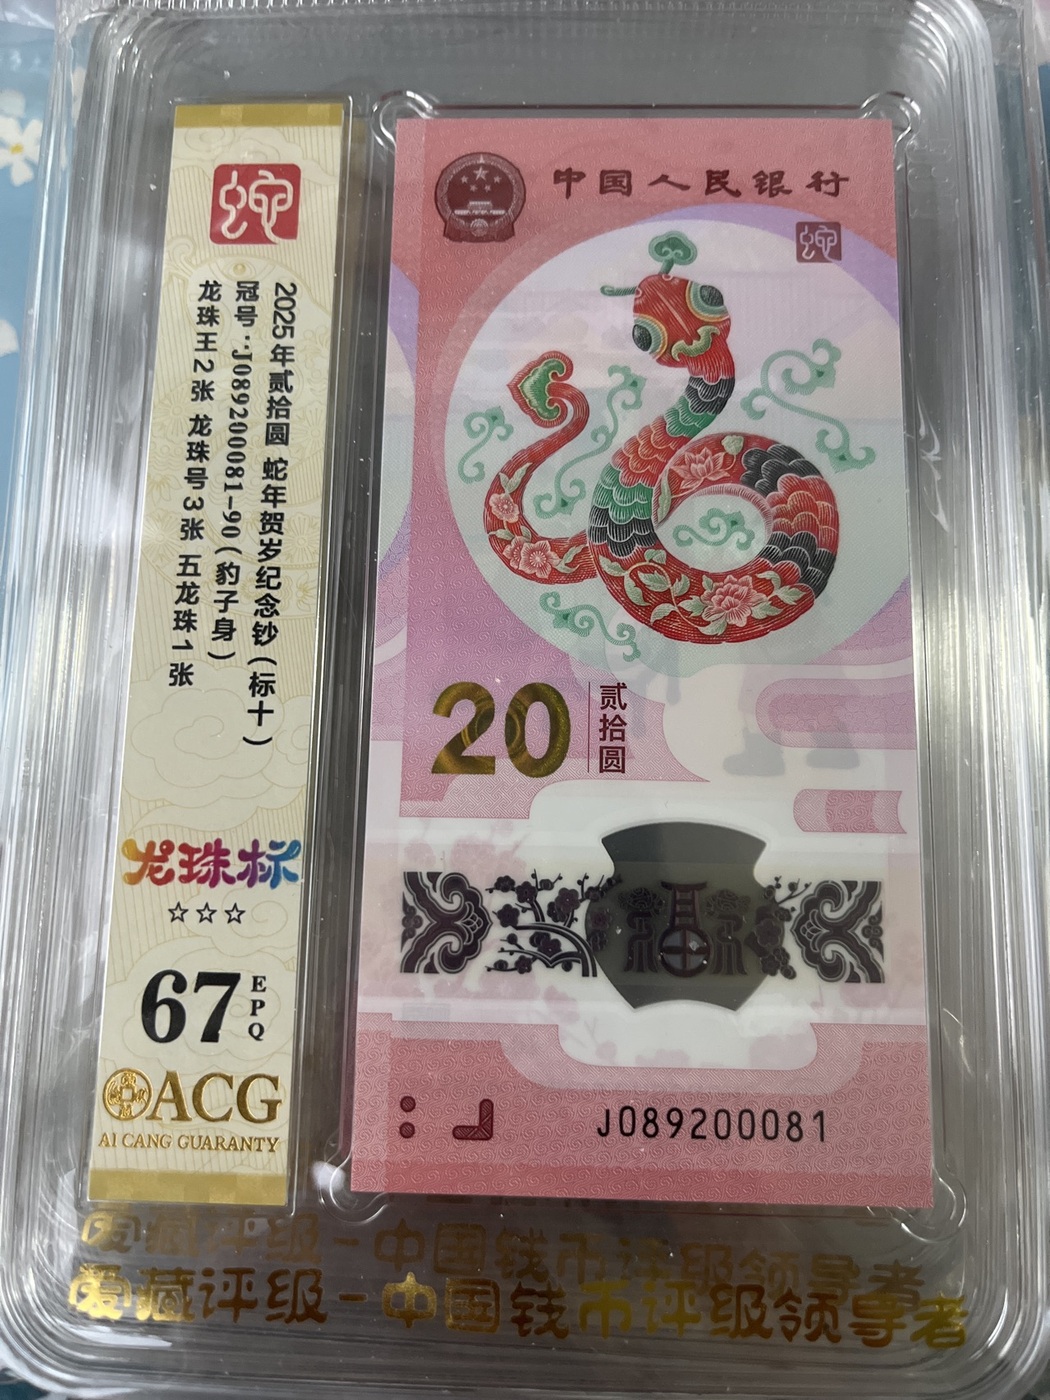 蛇
2025年贰拾圆 蛇年贺岁纪念钞(标十)
冠号:J089200081-90(豹子身)
龙珠王2张 龙珠号3张 五龙珠1张
龙珠标
☆☆☆
67 EPQ
ACG
AI CANG GUARANTY
中国人民银行
蛇
20 贰拾圆
福
J089200081
爱藏评级-中国钱币评级领导者
爱藏评级-中国钱币评级领导者